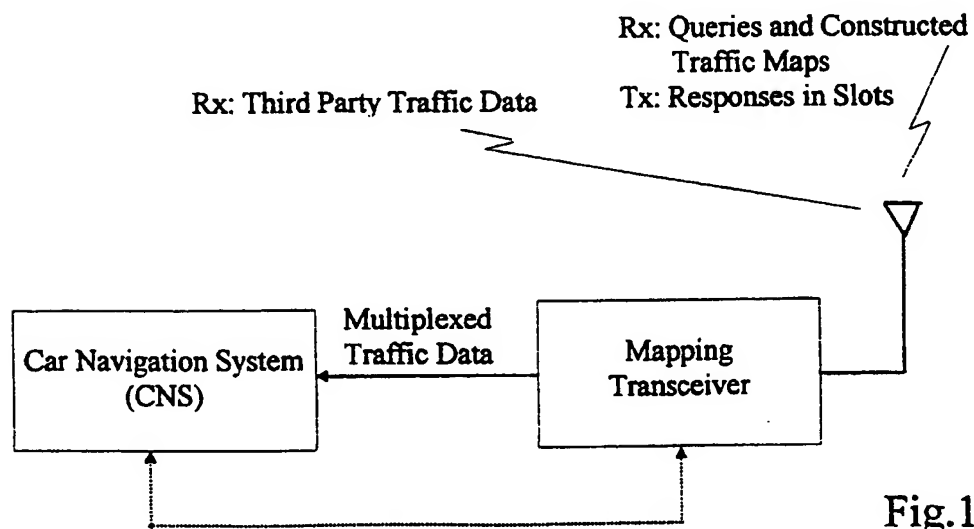 Rx: Queries and Constructed
Traffic Maps
Tx: Responses in Slots
Rx: Third Party Traffic Data
Multiplexed
Traffic Data
Car Navigation System
(CNS)
Mapping
Transceiver
Fig.1